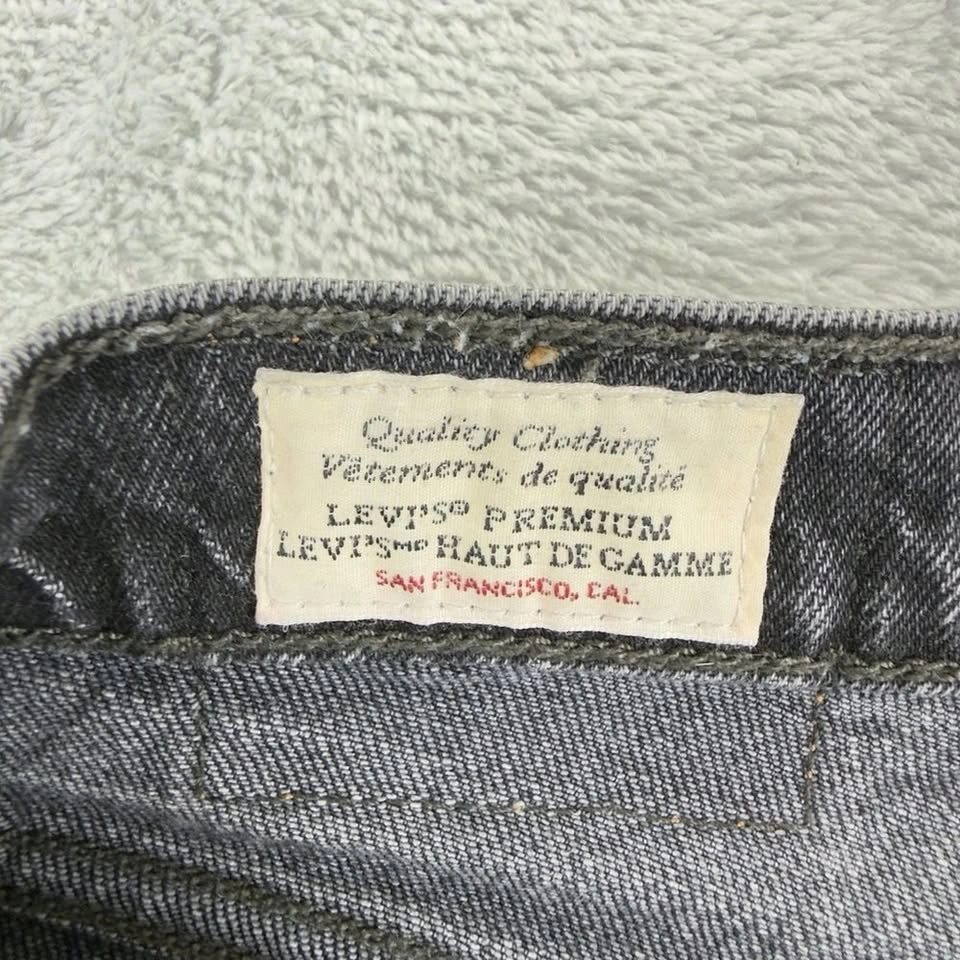 Quality Clothing
Vêtements de qualité
LEVI'S® PREMIUM
LEVI'Sᴹᴰ HAUT DE GAMME
SAN FRANCISCO, CAL.